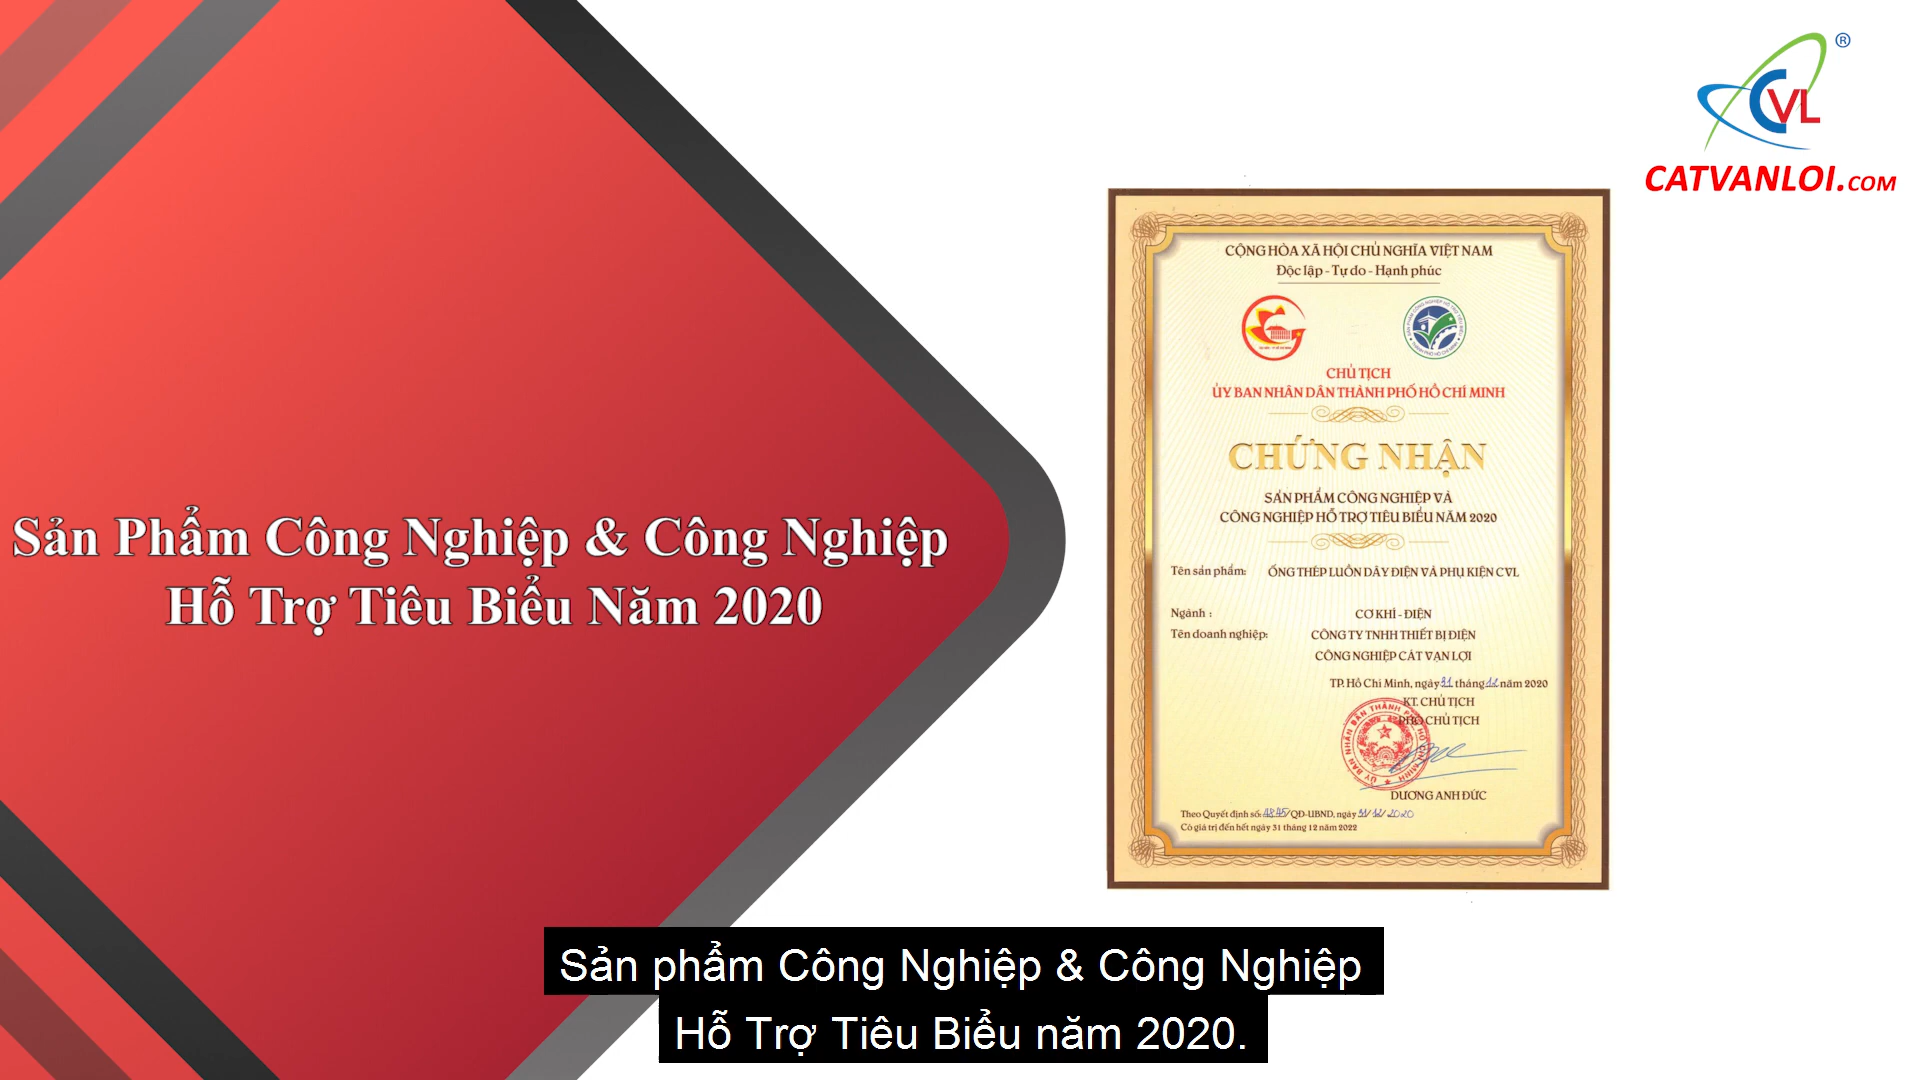 ®
CVL
CATVANLOI.COM
Sản Phẩm Công Nghiệp & Công Nghiệp
Hỗ Trợ Tiêu Biểu Năm 2020
CỘNG HÒA XÃ HỘI CHỦ NGHĨA VIỆT NAM
Độc lập - Tự do - Hạnh phúc
CHỦ TỊCH
ỦY BAN NHÂN DÂN THÀNH PHỐ HỒ CHÍ MINH
CHỨNG NHẬN
SẢN PHẨM CÔNG NGHIỆP VÀ
CÔNG NGHIỆP HỖ TRỢ TIÊU BIỂU NĂM 2020
Tên sản phẩm: ỐNG THÉP LUỒN DÂY ĐIỆN VÀ PHỤ KIỆN CVL
Ngành : CƠ KHÍ - ĐIỆN
Tên doanh nghiệp: CÔNG TY TNHH THIẾT BỊ ĐIỆN
CÔNG NGHIỆP CÁT VẠN LỢI
TP. Hồ Chí Minh, ngày 31 tháng 12 năm 2020
KT. CHỦ TỊCH
PHÓ CHỦ TỊCH
DƯƠNG ANH ĐỨC
Theo Quyết định số: /QĐ-UBND, ngày 31/12/2020
Có giá trị đến hết ngày 31 tháng 12 năm 2022
Sản phẩm Công Nghiệp & Công Nghiệp
Hỗ Trợ Tiêu Biểu năm 2020.